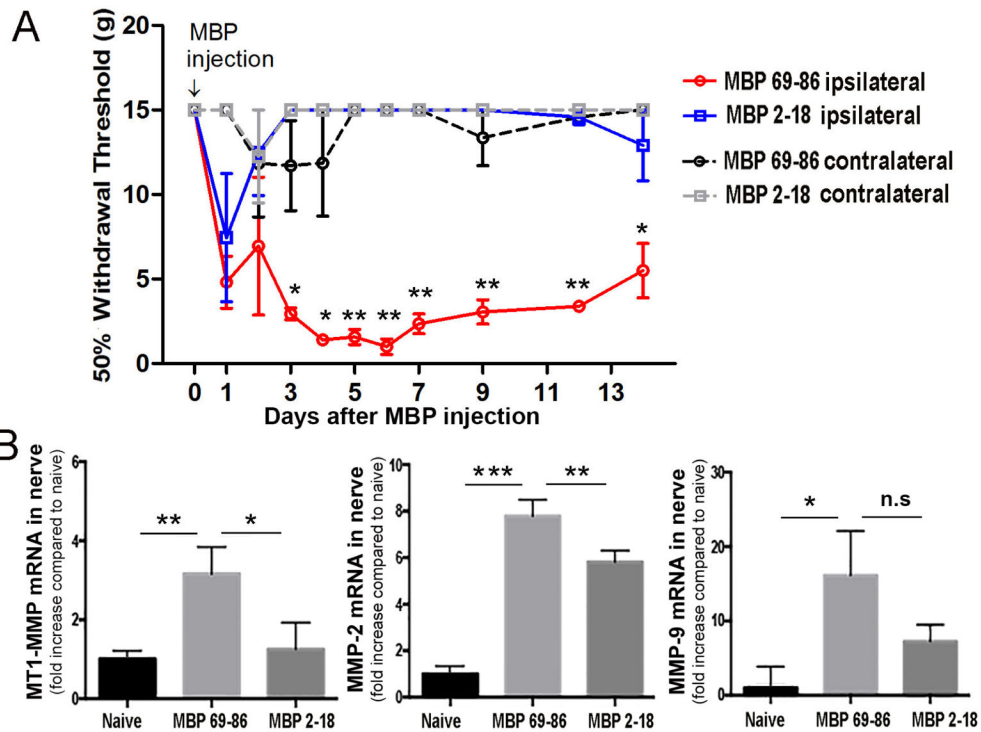 A
MBP
injection
↓
50% Withdrawal Threshold (g)
20
15
10
5
0
0 1 3 5 7 9 11 13
Days after MBP injection
* * ** ** ** ** ** *
MBP 69-86 ipsilateral
MBP 2-18 ipsilateral
MBP 69-86 contralateral
MBP 2-18 contralateral
B
MT1-MMP mRNA in nerve
(fold increase compared to naive)
6
4
2
0
** *
Naive MBP 69-86 MBP 2-18
MMP-2 mRNA in nerve
(fold increase compared to naive)
10
8
6
4
2
0
*** **
Naive MBP 69-86 MBP 2-18
MMP-9 mRNA in nerve
(fold increase compared to naive)
30
20
10
0
* n.s
Naive MBP 69-86 MBP 2-18